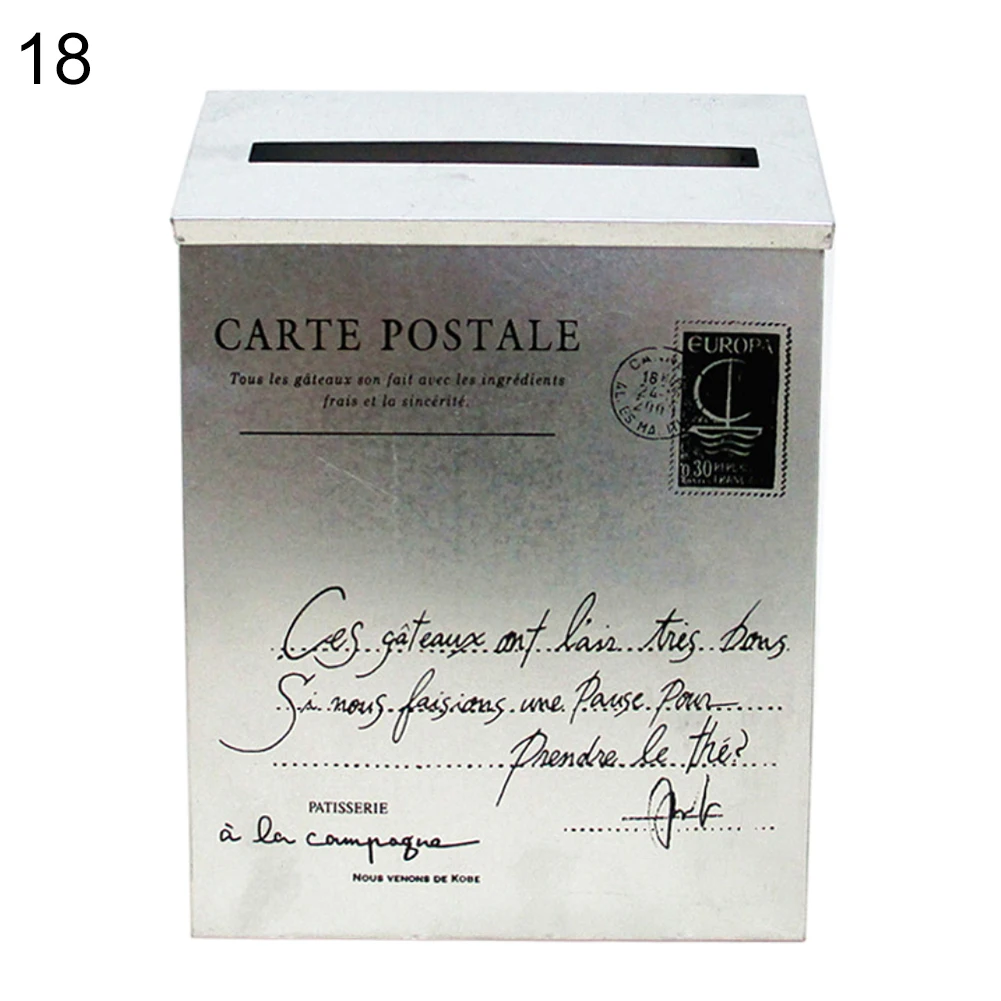 18
CARTE POSTALE
Tous les gâteaux son fait avec les ingrédients
frais et la sincérité.
EUROPA
0.30
Ces gâteaux ont l'air très bons.
Si nous faisions une Pause Pour
Prendre le thé?
PATISSERIE
à la campagne
NOUS VENONS DE KOBE